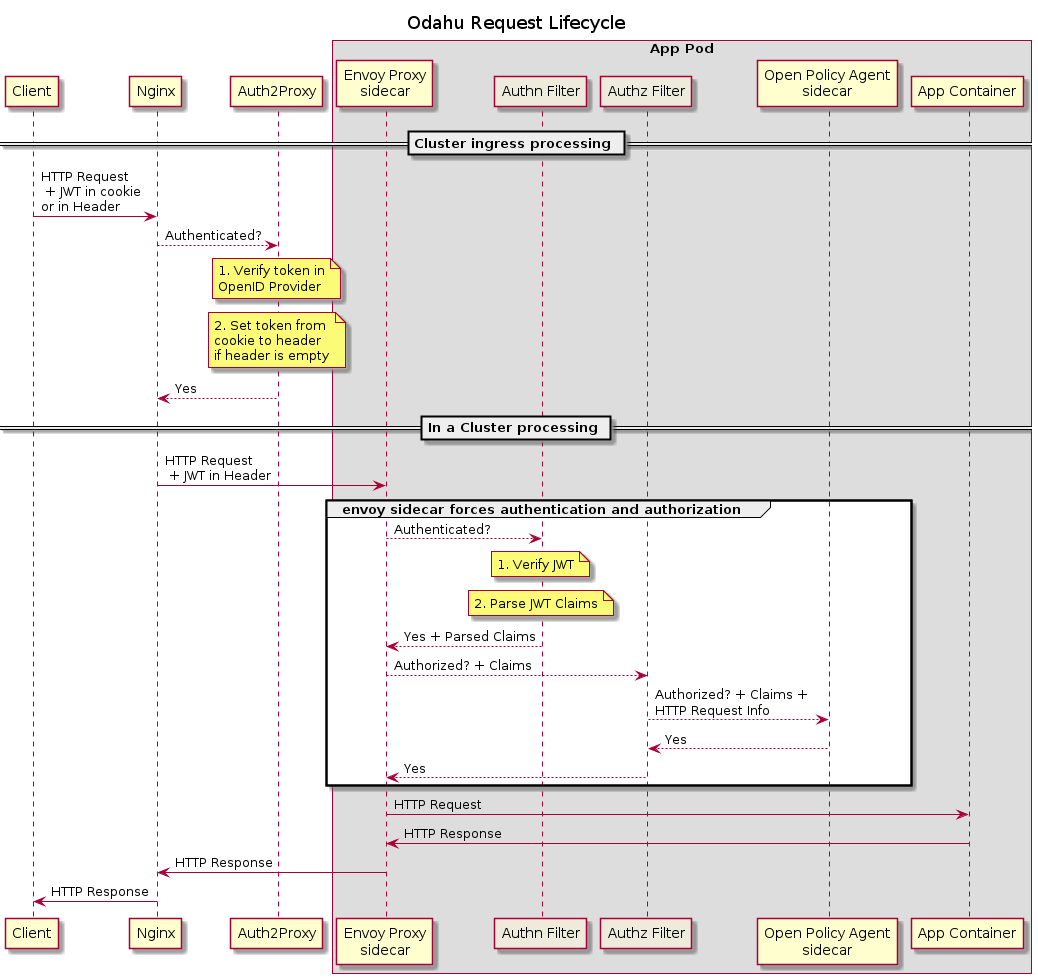 Odahu Request Lifecycle
App Pod
Client
Nginx
Auth2Proxy
Envoy Proxy
sidecar
Authn Filter
Authz Filter
Open Policy Agent
sidecar
App Container
Cluster ingress processing
HTTP Request
+ JWT in cookie
or in Header
Authenticated?
1. Verify token in
OpenID Provider
2. Set token from
cookie to header
if header is empty
Yes
In a Cluster processing
HTTP Request
+ JWT in Header
envoy sidecar forces authentication and authorization
Authenticated?
1. Verify JWT
2. Parse JWT Claims
Yes + Parsed Claims
Authorized? + Claims
Authorized? + Claims +
HTTP Request Info
Yes
Yes
HTTP Request
HTTP Response
HTTP Response
HTTP Response
Client
Nginx
Auth2Proxy
Envoy Proxy
sidecar
Authn Filter
Authz Filter
Open Policy Agent
sidecar
App Container